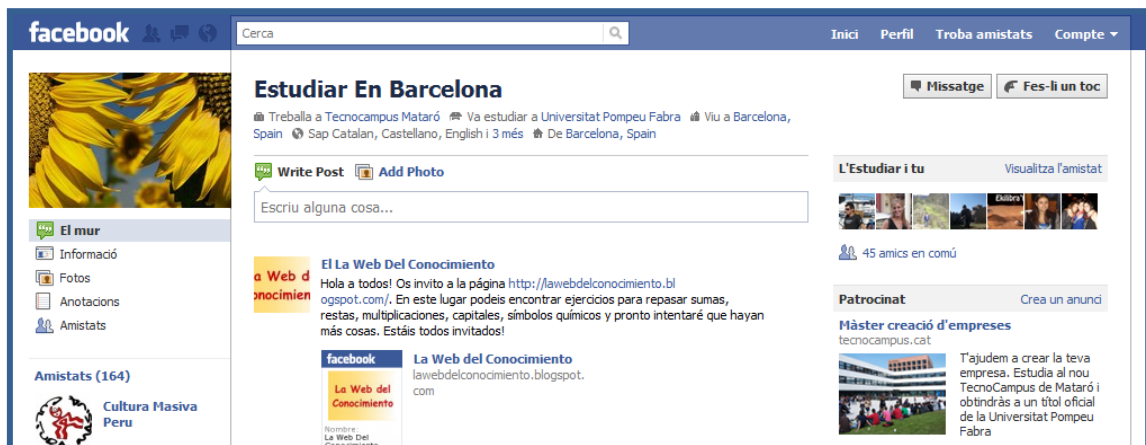 facebook
Cerca
Inici Perfil Troba amistats Compte
Estudiar En Barcelona
Missatge Fes-li un toc
Treballa a Tecnocampus Mataró Va estudiar a Universitat Pompeu Fabra Viu a Barcelona,
Spain Sap Catalan, Castellano, English i 3 més De Barcelona, Spain
Write Post Add Photo
Escriu alguna cosa...
El mur
Informació
Fotos
Anotacions
Amistats
Amistats (164)
Cultura Masiva
Peru
El La Web Del Conocimiento
a Web d
onocimien
Hola a todos! Os invito a la página http://lawebdelconocimiento.bl
ogspot.com/. En este lugar podeis encontrar ejercicios para repasar sumas,
restas, multiplicaciones, capitales, símbolos químicos y pronto intentaré que hayan
más cosas. Estáis todos invitados!
facebook
La Web del
Conocimiento
Nombre:
La Web Del
La Web del Conocimiento
lawebdelconocimiento.blogspot.
com
L'Estudiar i tu Visualitza l'amistat
Ekilibra
45 amics en comú
Patrocinat Crea un anunci
Màster creació d'empreses
tecnocampus.cat
T'ajudem a crear la teva
empresa. Estudia al nou
TecnoCampus de Mataró i
obtindràs a un títol oficial
de la Universitat Pompeu
Fabra